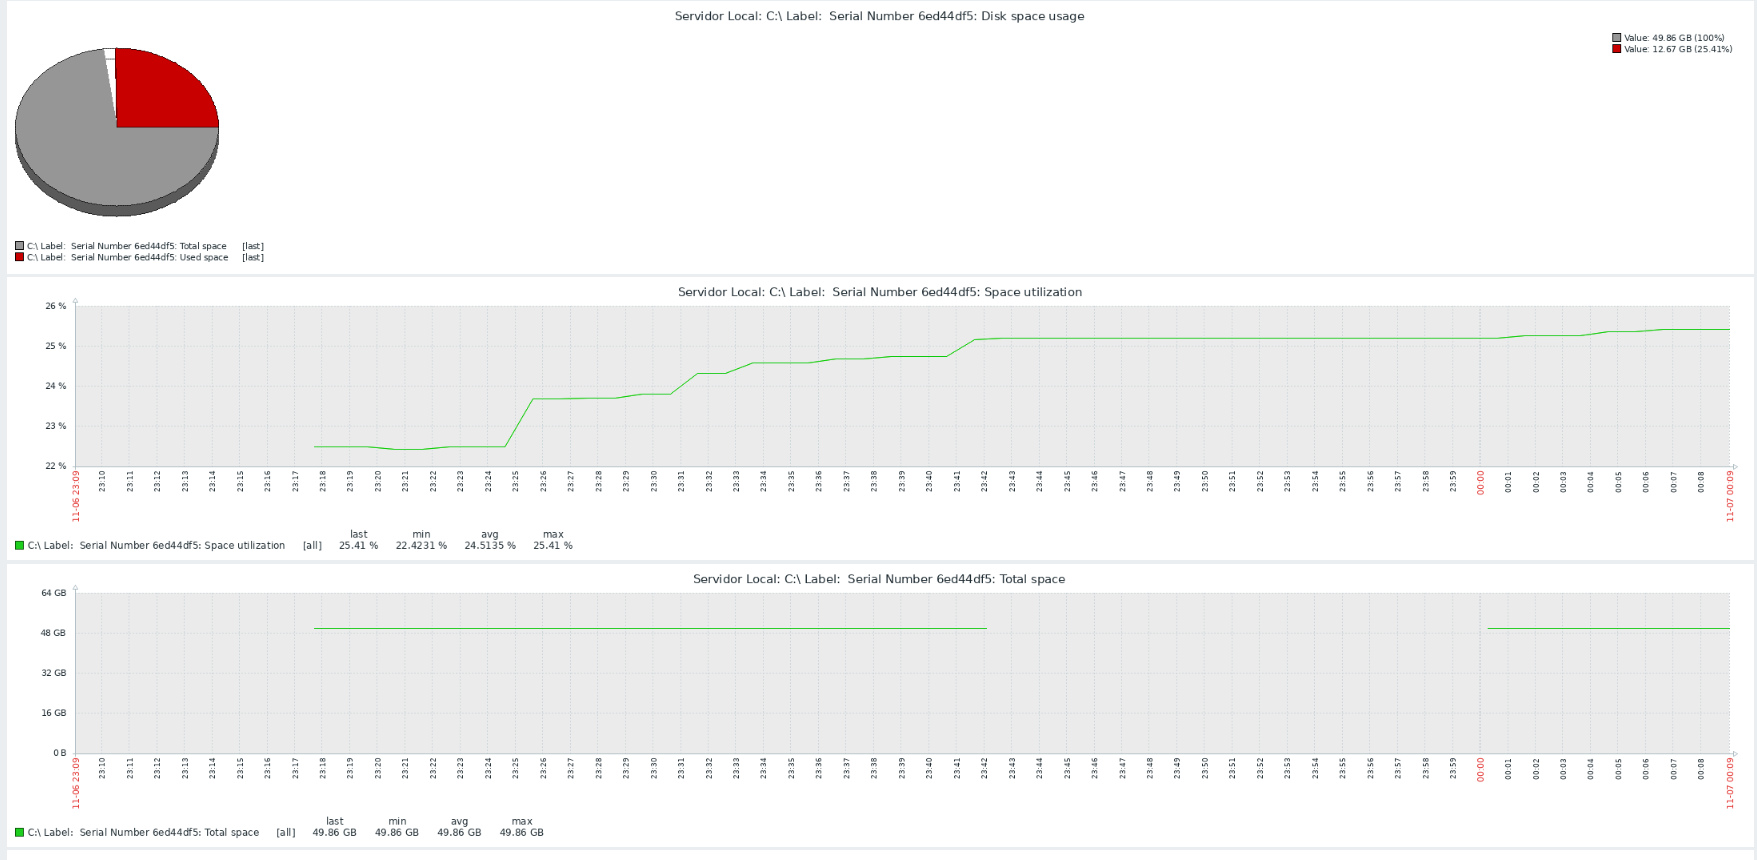 Servidor Local: C:\ Label:  Serial Number 6ed44df5: Disk space usage
Value: 49.86 GB (100%)
Value: 12.67 GB (25.41%)
C:\ Label:  Serial Number 6ed44df5: Total space [last]
C:\ Label:  Serial Number 6ed44df5: Used space [last]
Servidor Local: C:\ Label:  Serial Number 6ed44df5: Space utilization
26 %
25 %
24 %
23 %
22 %
11-06 23:09 23:10 23:11 23:12 23:13 23:14 23:15 23:16 23:17 23:18 23:19 23:20 23:21 23:22 23:23 23:24 23:25 23:26 23:27 23:28 23:29 23:30 23:31 23:32 23:33 23:34 23:35 23:36 23:37 23:38 23:39 23:40 23:41 23:42 23:43 23:44 23:45 23:46 23:47 23:48 23:49 23:50 23:51 23:52 23:53 23:54 23:55 23:56 23:57 23:58 23:59 00:00 00:01 00:02 00:03 00:04 00:05 00:06 00:07 00:08 11-07 00:09
last min avg max
C:\ Label:  Serial Number 6ed44df5: Space utilization [all] 25.41 % 22.4231 % 24.5135 % 25.41 %
Servidor Local: C:\ Label:  Serial Number 6ed44df5: Total space
64 GB
48 GB
32 GB
16 GB
0 B
11-06 23:09 23:10 23:11 23:12 23:13 23:14 23:15 23:16 23:17 23:18 23:19 23:20 23:21 23:22 23:23 23:24 23:25 23:26 23:27 23:28 23:29 23:30 23:31 23:32 23:33 23:34 23:35 23:36 23:37 23:38 23:39 23:40 23:41 23:42 23:43 23:44 23:45 23:46 23:47 23:48 23:49 23:50 23:51 23:52 23:53 23:54 23:55 23:56 23:57 23:58 23:59 00:00 00:01 00:02 00:03 00:04 00:05 00:06 00:07 00:08 11-07 00:09
last min avg max
C:\ Label:  Serial Number 6ed44df5: Total space [all] 49.86 GB 49.86 GB 49.86 GB 49.86 GB